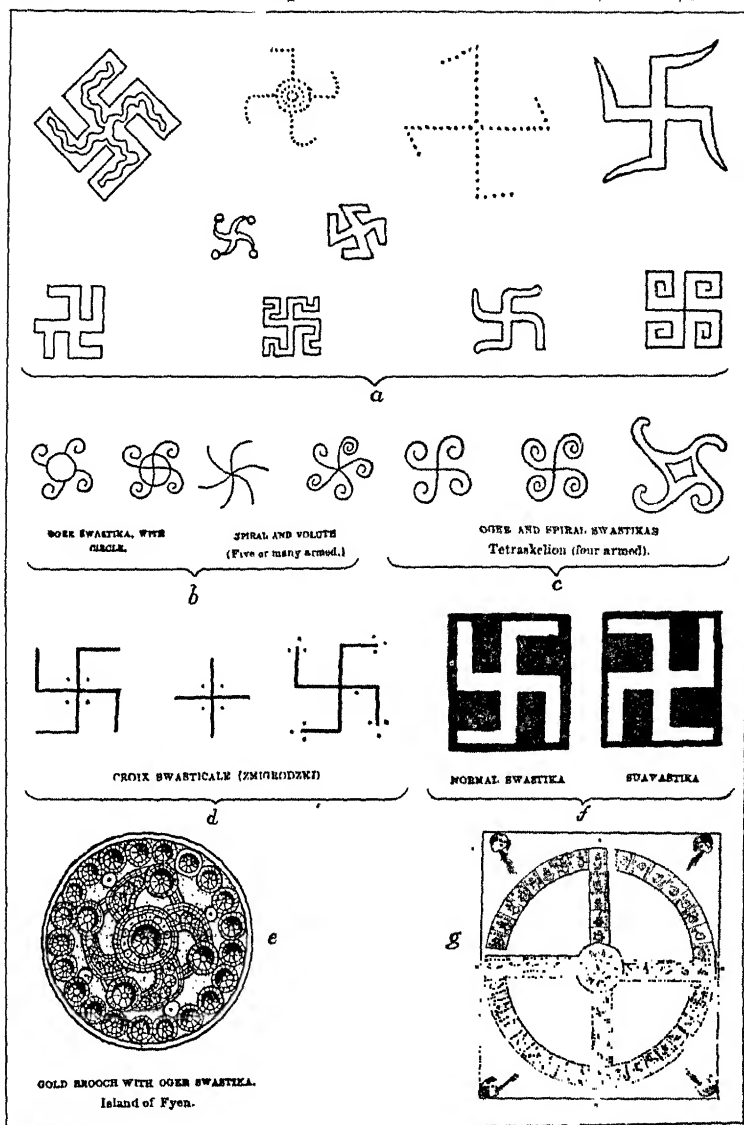 a
OGEE SWASTIKA, WITH
CIRCLE.
SPIRAL AND VOLUTE
(Five or many armed.)
OGEE AND SPIRAL SWASTIKAS
Tetraskelion (four armed).
b
c
CROIX SWASTICALE (ZMIGRODZKI)
NORMAL SWASTIKA
SUAVASTIKA
d
f
e
g
GOLD BROOCH WITH OGEE SWASTIKA.
Island of Fyen.